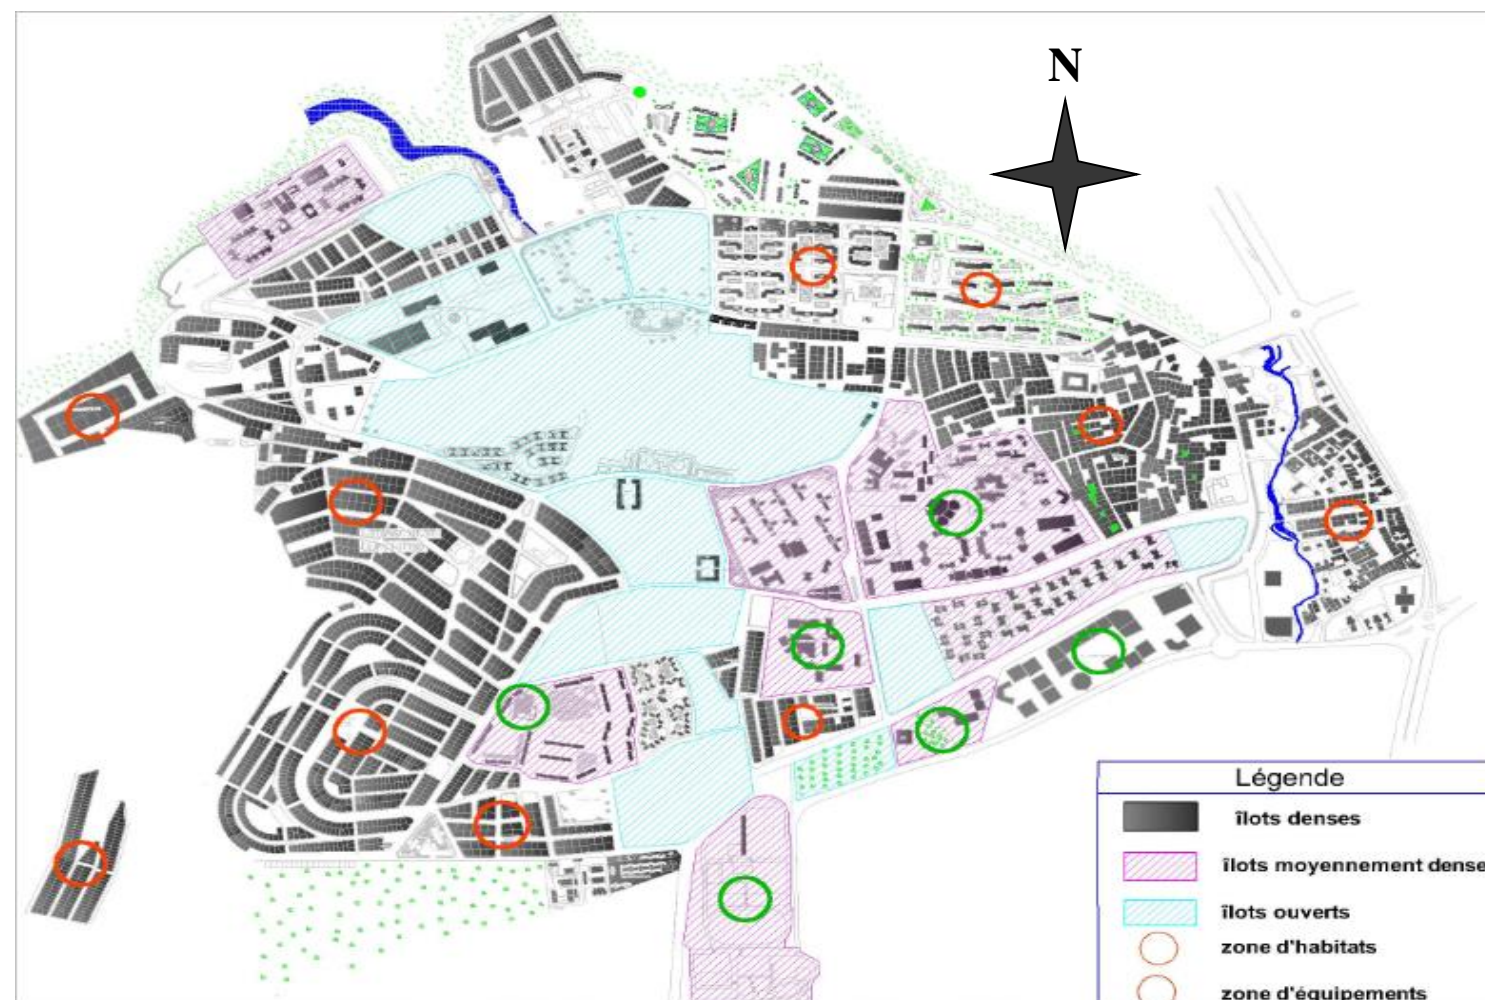 N
Légende
îlots denses
îlots moyennement dense
îlots ouverts
zone d'habitats
zone d'équipements